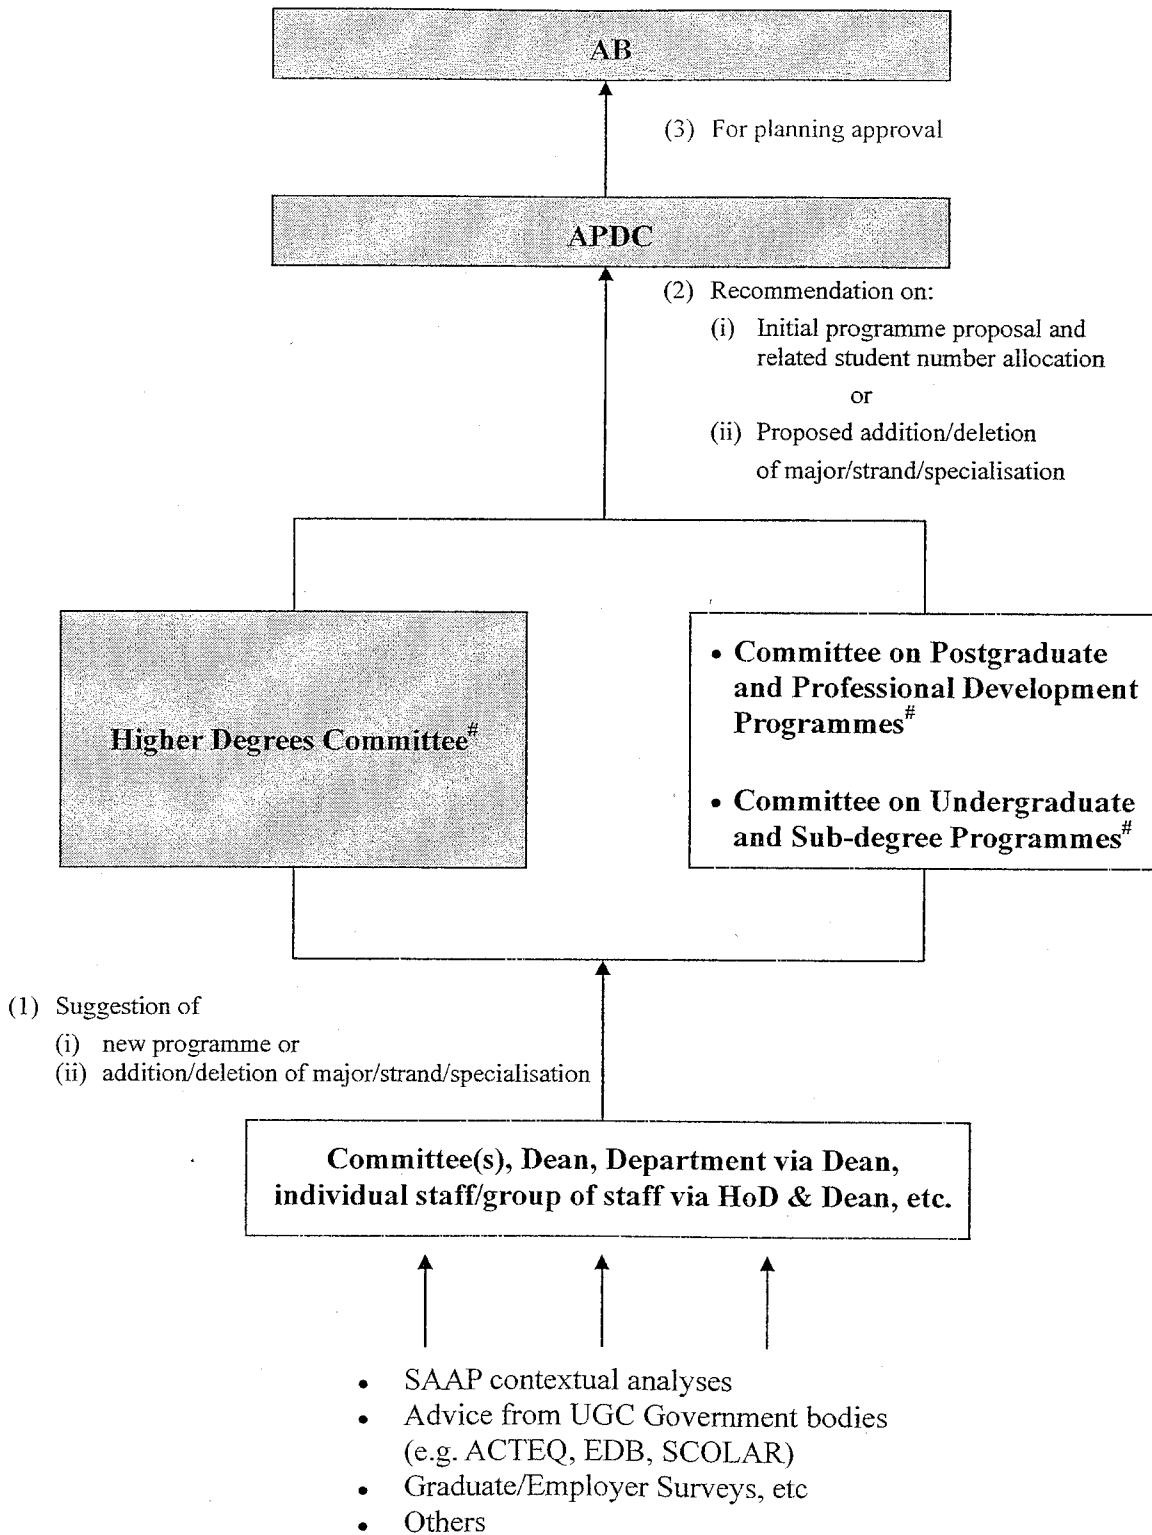 AB
(3) For planning approval
APDC
(2) Recommendation on:
(i) Initial programme proposal and
related student number allocation
or
(ii) Proposed addition/deletion
of major/strand/specialisation
Higher Degrees Committee#
• Committee on Postgraduate
and Professional Development
Programmes#
• Committee on Undergraduate
and Sub-degree Programmes#
(1) Suggestion of
(i) new programme or
(ii) addition/deletion of major/strand/specialisation
Committee(s), Dean, Department via Dean,
individual staff/group of staff via HoD & Dean, etc.
• SAAP contextual analyses
• Advice from UGC Government bodies
(e.g. ACTEQ, EDB, SCOLAR)
• Graduate/Employer Surveys, etc
• Others